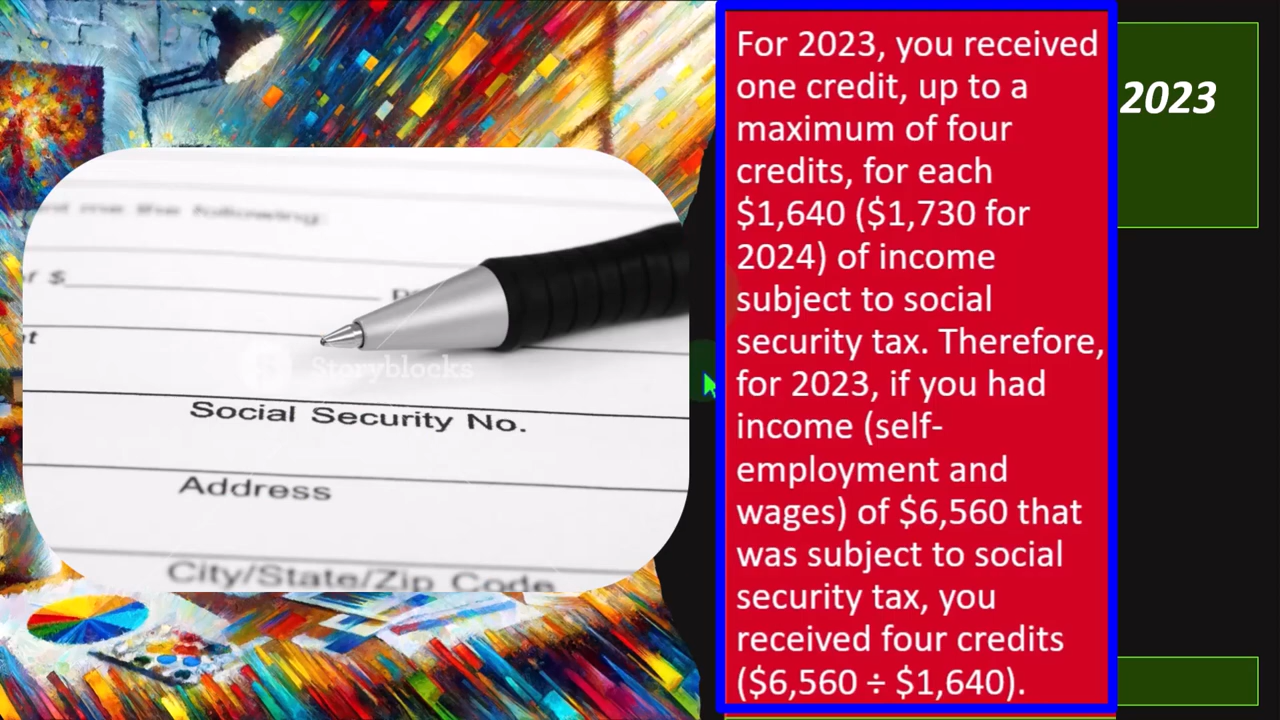 me the following:
$
Storyblocks
Social Security No.
Address
City/State/Zip Code
For 2023, you received
one credit, up to a
maximum of four
credits, for each
$1,640 ($1,730 for
2024) of income
subject to social
security tax. Therefore,
for 2023, if you had
income (self-
employment and
wages) of $6,560 that
was subject to social
security tax, you
received four credits
($6,560 ÷ $1,640).
2023